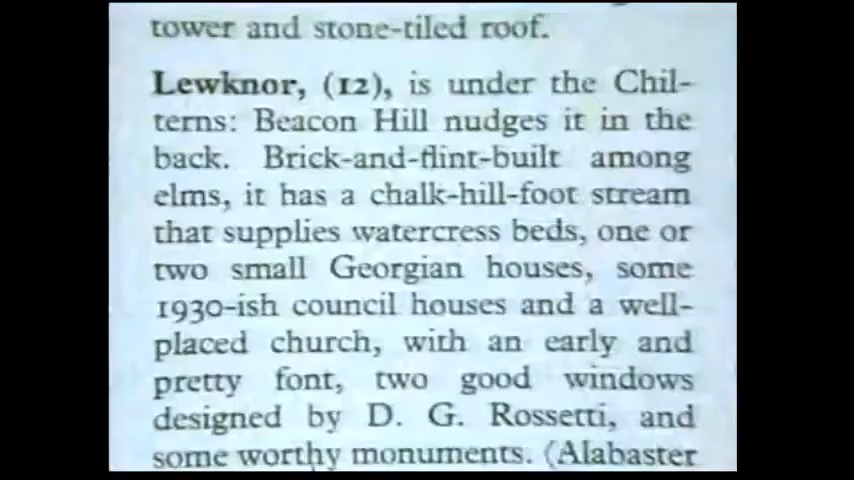 tower and stone-tiled roof.
Lewknor, (12), is under the Chil-
terns: Beacon Hill nudges it in the
back. Brick-and-flint-built among
elms, it has a chalk-hill-foot stream
that supplies watercress beds, one or
two small Georgian houses, some
1930-ish council houses and a well-
placed church, with an early and
pretty font, two good windows
designed by D. G. Rossetti, and
some worthy monuments. (Alabaster